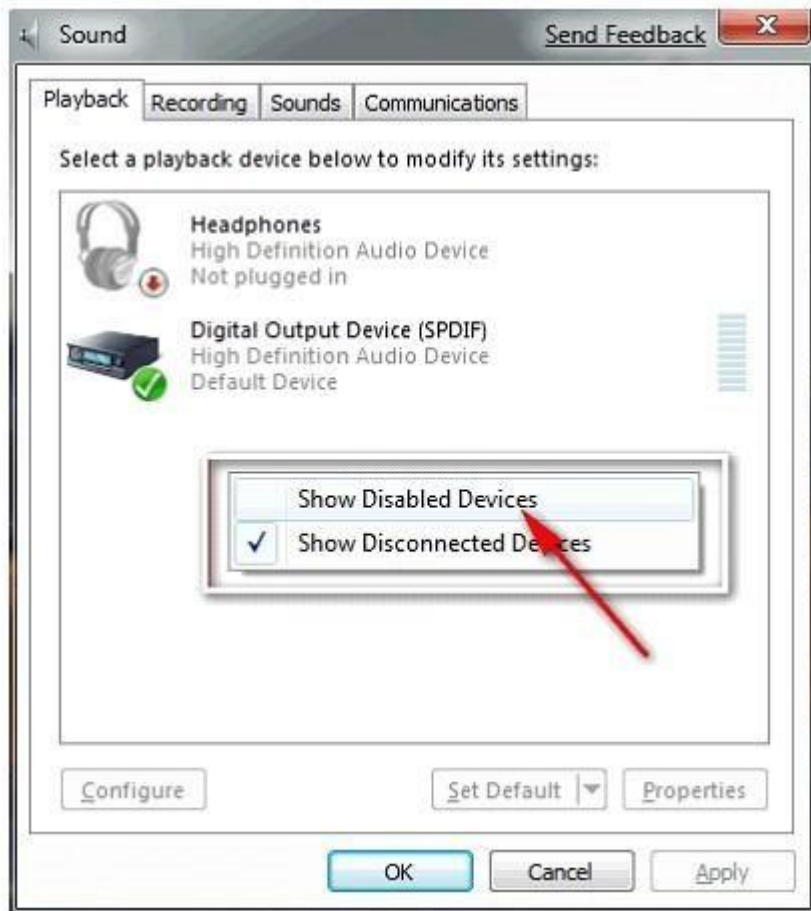 Sound
Send Feedback
Playback
Recording
Sounds
Communications
Select a playback device below to modify its settings:
Headphones
High Definition Audio Device
Not plugged in
Digital Output Device (SPDIF)
High Definition Audio Device
Default Device
Show Disabled Devices
Show Disconnected Devices
Configure
Set Default
Properties
OK
Cancel
Apply